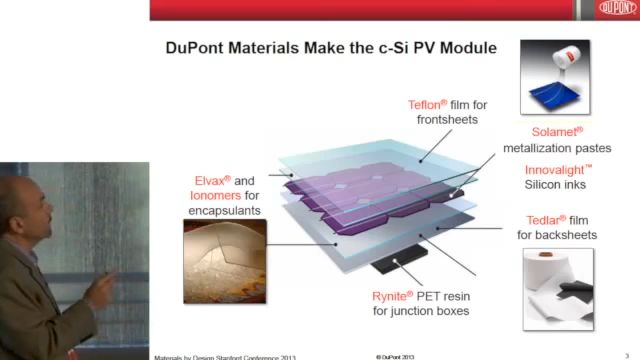 DUPONT
DuPont Materials Make the c-Si PV Module
Teflon® film for
frontsheets
Solamet®
metallization pastes
Innovalight™
Silicon inks
Elvax® and
Ionomers for
encapsulants
Tedlar® film
for backsheets
Rynite® PET resin
for junction boxes
Materials by Design Stanford Conference 2013
© DuPont 2013
3